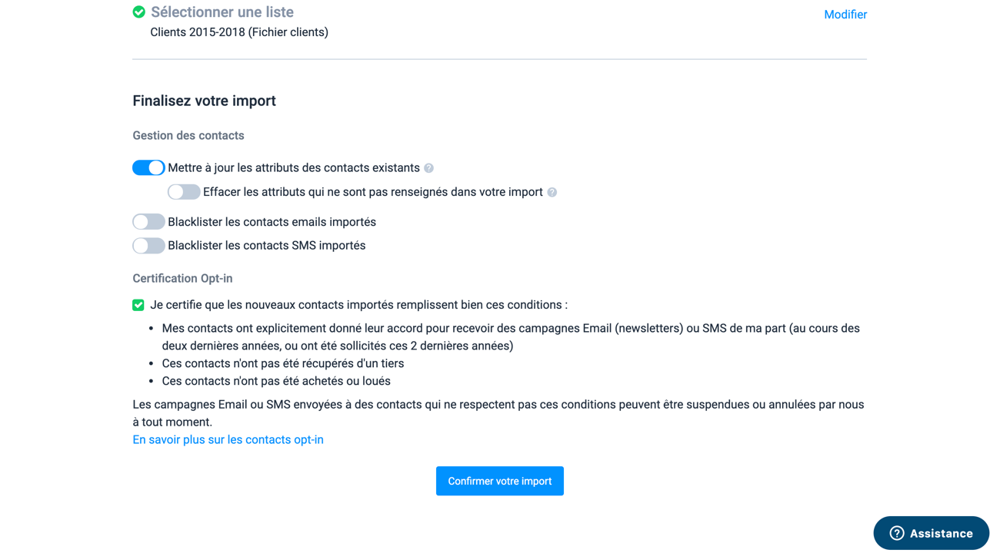 Sélectionner une liste
Modifier
Clients 2015-2018 (Fichier clients)
Finalisez votre import
Gestion des contacts
Mettre à jour les attributs des contacts existants ?
Effacer les attributs qui ne sont pas renseignés dans votre import ?
Blacklister les contacts emails importés
Blacklister les contacts SMS importés
Certification Opt-in
Je certifie que les nouveaux contacts importés remplissent bien ces conditions :
• Mes contacts ont explicitement donné leur accord pour recevoir des campagnes Email (newsletters) ou SMS de ma part (au cours des
deux dernières années, ou ont été sollicités ces 2 dernières années)
• Ces contacts n'ont pas été récupérés d'un tiers
• Ces contacts n'ont pas été achetés ou loués
Les campagnes Email ou SMS envoyées à des contacts qui ne respectent pas ces conditions peuvent être suspendues ou annulées par nous
à tout moment.
En savoir plus sur les contacts opt-in
Confirmer votre import
? Assistance